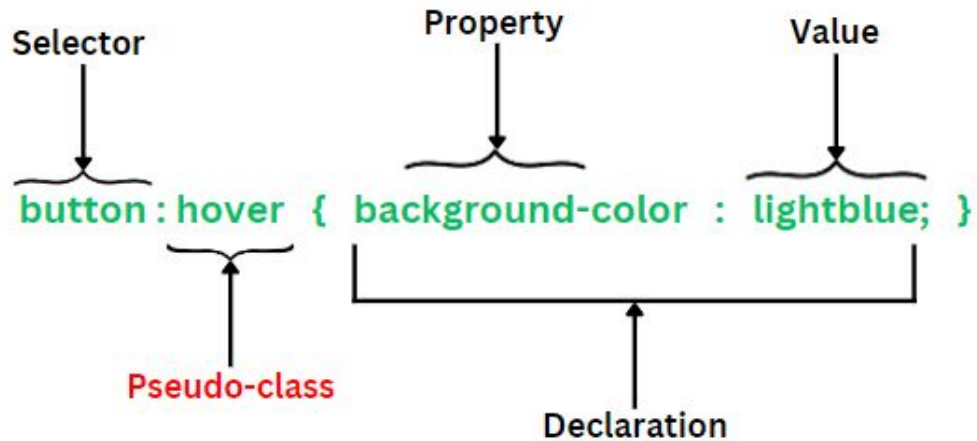 Property
Value
Selector
button : hover { background-color : lightblue; }
Pseudo-class
Declaration